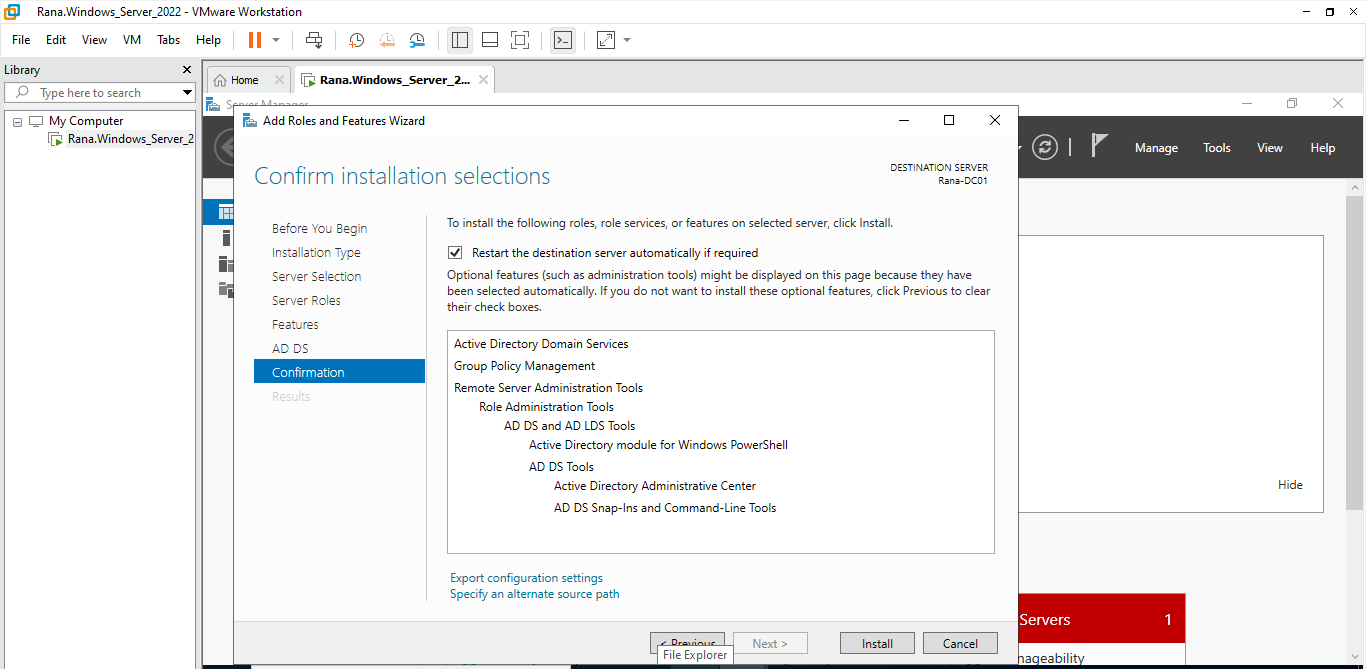 Rana.Windows_Server_2022 - VMware Workstation
File Edit View VM Tabs Help
Library
Type here to search
My Computer
Rana.Windows_Server_2
Home
Rana.Windows_Server_2...
Server Manager
Manage Tools View Help
Add Roles and Features Wizard
Confirm installation selections
DESTINATION SERVER
Rana-DC01
Before You Begin
Installation Type
Server Selection
Server Roles
Features
AD DS
Confirmation
Results
To install the following roles, role services, or features on selected server, click Install.
Restart the destination server automatically if required
Optional features (such as administration tools) might be displayed on this page because they have
been selected automatically. If you do not want to install these optional features, click Previous to clear
their check boxes.
Active Directory Domain Services
Group Policy Management
Remote Server Administration Tools
Role Administration Tools
AD DS and AD LDS Tools
Active Directory module for Windows PowerShell
AD DS Tools
Active Directory Administrative Center
AD DS Snap-Ins and Command-Line Tools
Hide
Export configuration settings
Specify an alternate source path
Servers 1
< Previous Next > Install Cancel
File Explorer
nageability